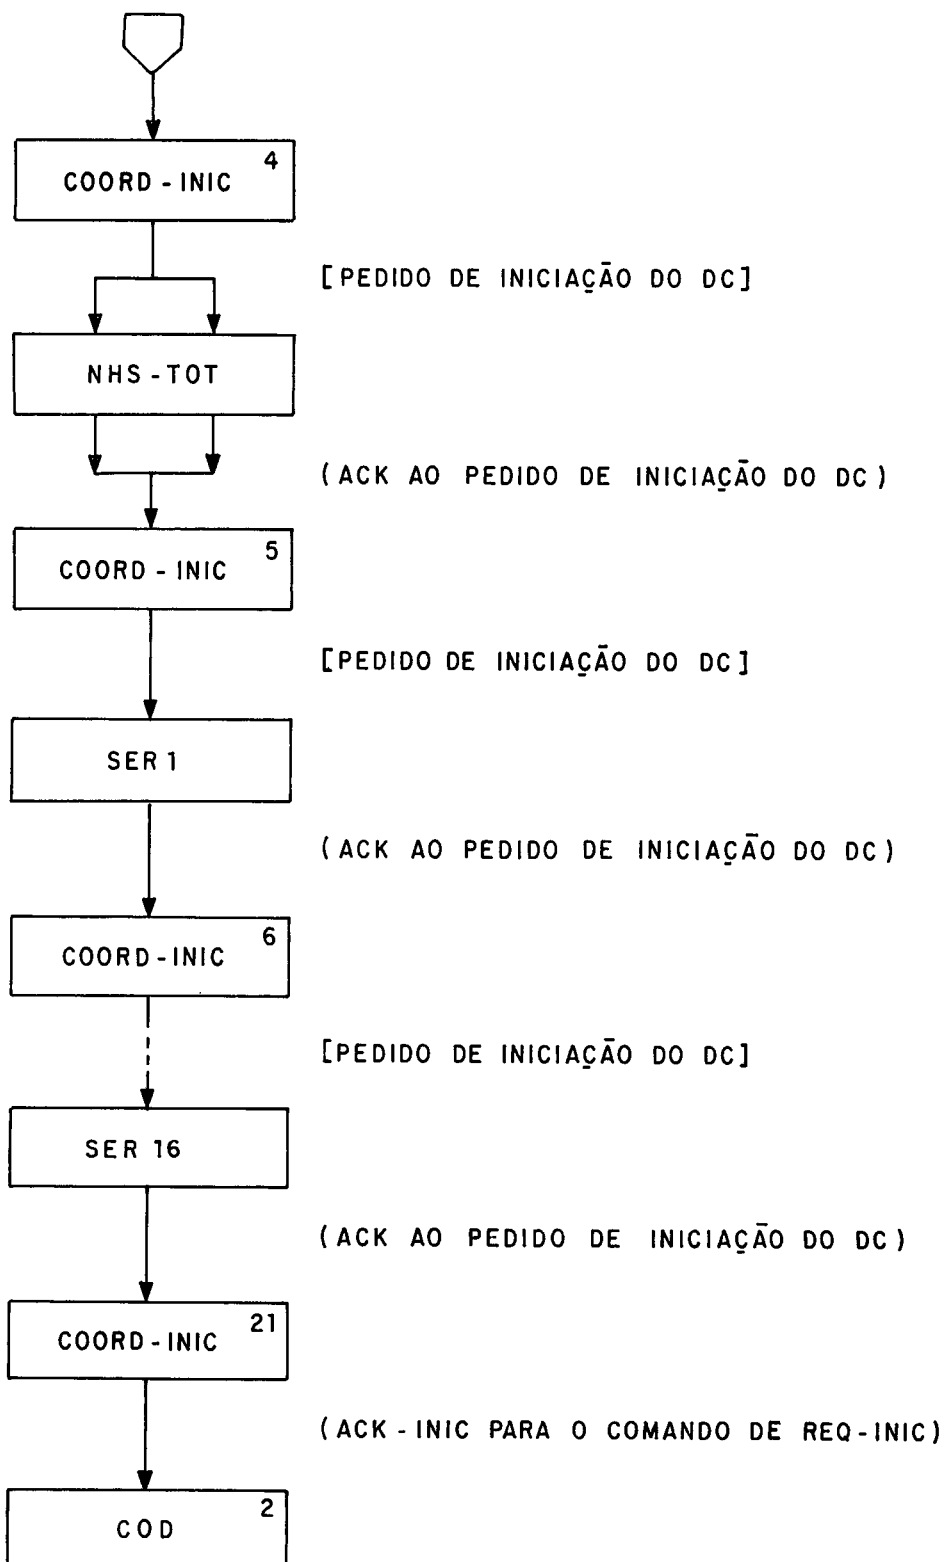 4
COORD - INIC
[PEDIDO DE INICIAÇÃO DO DC]
NHS - TOT
(ACK AO PEDIDO DE INICIAÇÃO DO DC)
5
COORD - INIC
[PEDIDO DE INICIAÇÃO DO DC]
SER 1
(ACK AO PEDIDO DE INICIAÇÃO DO DC)
6
COORD - INIC
[PEDIDO DE INICIAÇÃO DO DC]
SER 16
(ACK AO PEDIDO DE INICIAÇÃO DO DC)
21
COORD - INIC
(ACK - INIC PARA O COMANDO DE REQ-INIC)
2
COD